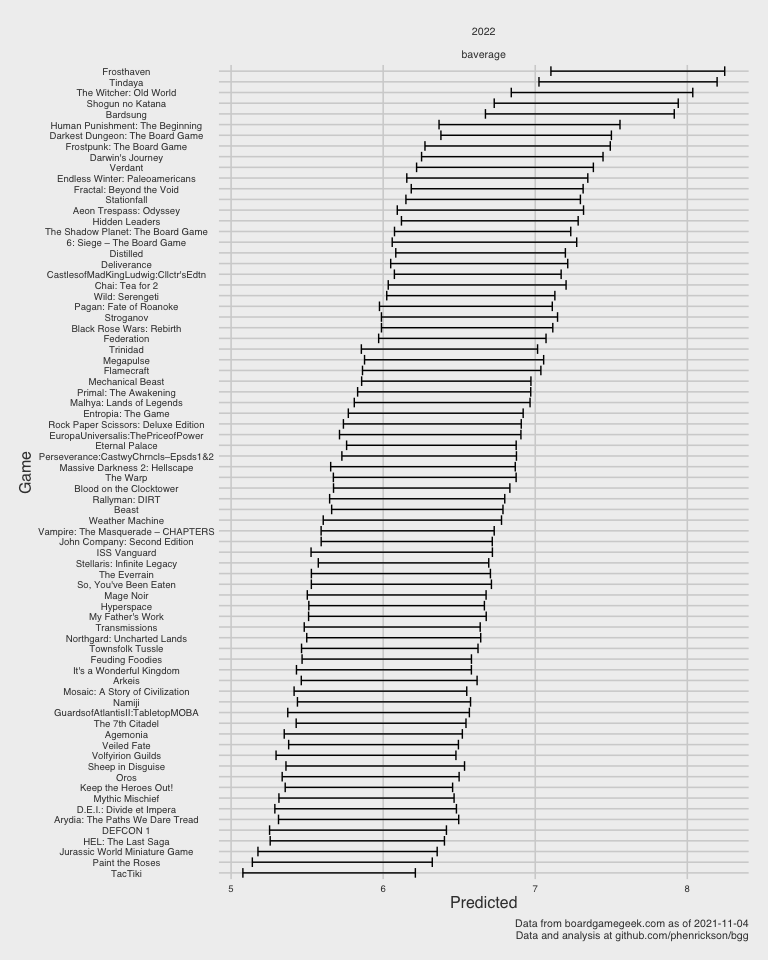 2022
baverage
Frosthaven
Tindaya
The Witcher: Old World
Shogun no Katana
Bardsung
Human Punishment: The Beginning
Darkest Dungeon: The Board Game
Frostpunk: The Board Game
Darwin's Journey
Verdant
Endless Winter: Paleoamericans
Fractal: Beyond the Void
Stationfall
Aeon Trespass: Odyssey
Hidden Leaders
The Shadow Planet: The Board Game
6: Siege – The Board Game
Distilled
Deliverance
CastlesofMadKingLudwig:Cllctr'sEdtn
Chai: Tea for 2
Wild: Serengeti
Pagan: Fate of Roanoke
Stroganov
Black Rose Wars: Rebirth
Federation
Trinidad
Megapulse
Flamecraft
Mechanical Beast
Primal: The Awakening
Malhya: Lands of Legends
Entropia: The Game
Rock Paper Scissors: Deluxe Edition
EuropaUniversalis:ThePriceofPower
Eternal Palace
Perseverance:CastwyChrncls–Epsds1&2
Massive Darkness 2: Hellscape
The Warp
Blood on the Clocktower
Rallyman: DIRT
Beast
Weather Machine
Vampire: The Masquerade – CHAPTERS
John Company: Second Edition
ISS Vanguard
Stellaris: Infinite Legacy
The Everrain
So, You've Been Eaten
Mage Noir
Hyperspace
My Father's Work
Transmissions
Northgard: Uncharted Lands
Townsfolk Tussle
Feuding Foodies
It's a Wonderful Kingdom
Arkeis
Mosaic: A Story of Civilization
Namiji
GuardsofAtlantisII:TabletopMOBA
The 7th Citadel
Agemonia
Veiled Fate
Volfyirion Guilds
Sheep in Disguise
Oros
Keep the Heroes Out!
Mythic Mischief
D.E.I.: Divide et Impera
Arydia: The Paths We Dare Tread
DEFCON 1
HEL: The Last Saga
Jurassic World Miniature Game
Paint the Roses
TacTiki
Game
5 6 7 8
Predicted
Data from boardgamegeek.com as of 2021-11-04
Data and analysis at github.com/phenrickson/bgg